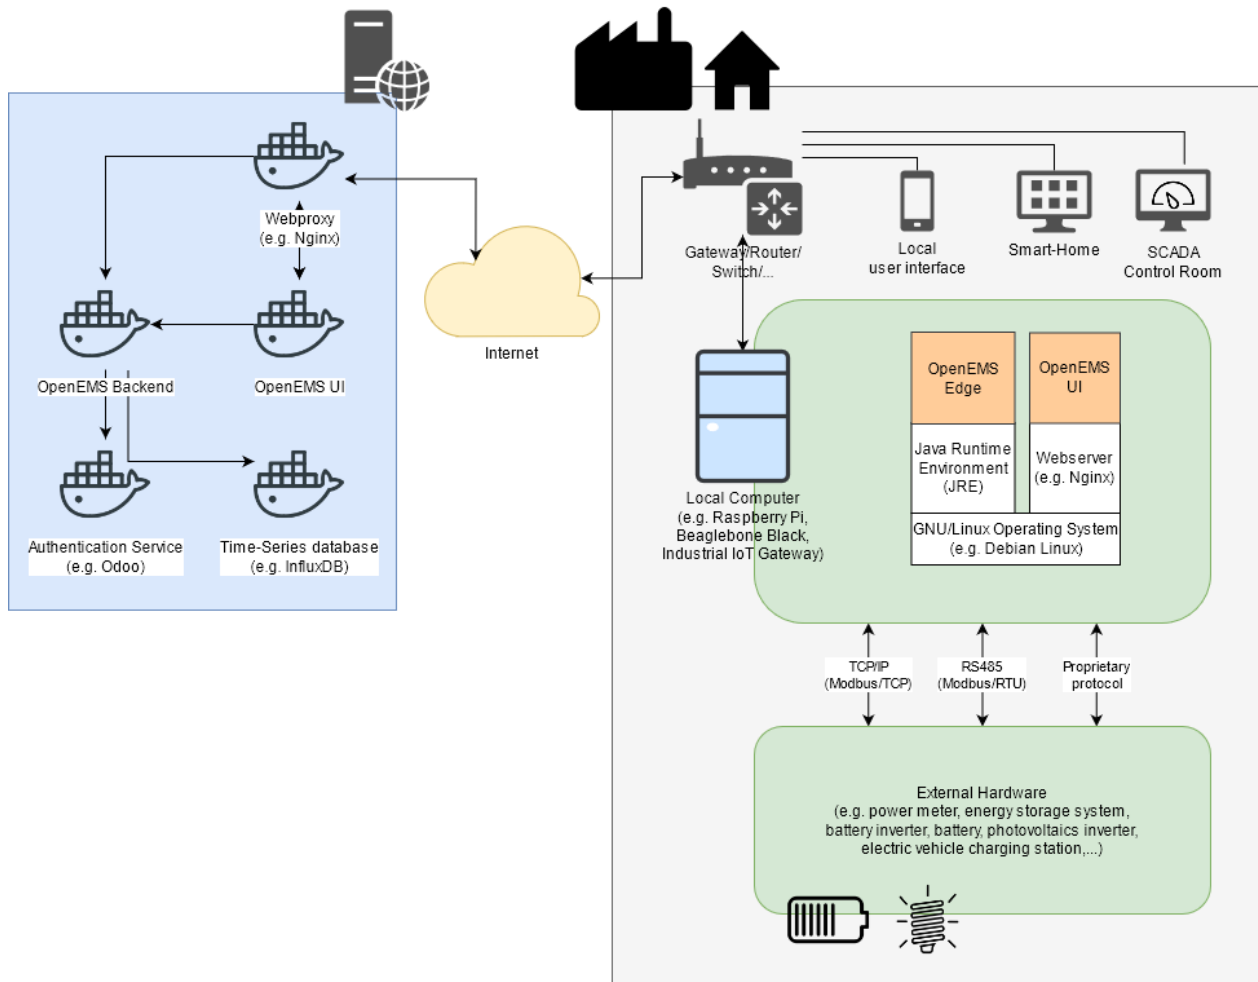 Webproxy
(e.g. Nginx)
OpenEMS Backend
OpenEMS UI
Authentication Service
(e.g. Odoo)
Time-Series database
(e.g. InfluxDB)
Internet
Gateway/Router/
Switch/...
Local
user interface
Smart-Home
SCADA
Control Room
Local Computer
(e.g. Raspberry Pi,
Beaglebone Black,
Industrial IoT Gateway)
OpenEMS
Edge
OpenEMS
UI
Java Runtime
Environment
(JRE)
Webserver
(e.g. Nginx)
GNU/Linux Operating System
(e.g. Debian Linux)
TCP/IP
(Modbus/TCP)
RS485
(Modbus/RTU)
Proprietary
protocol
External Hardware
(e.g. power meter, energy storage system,
battery inverter, battery, photovoltaics inverter,
electric vehicle charging station,...)